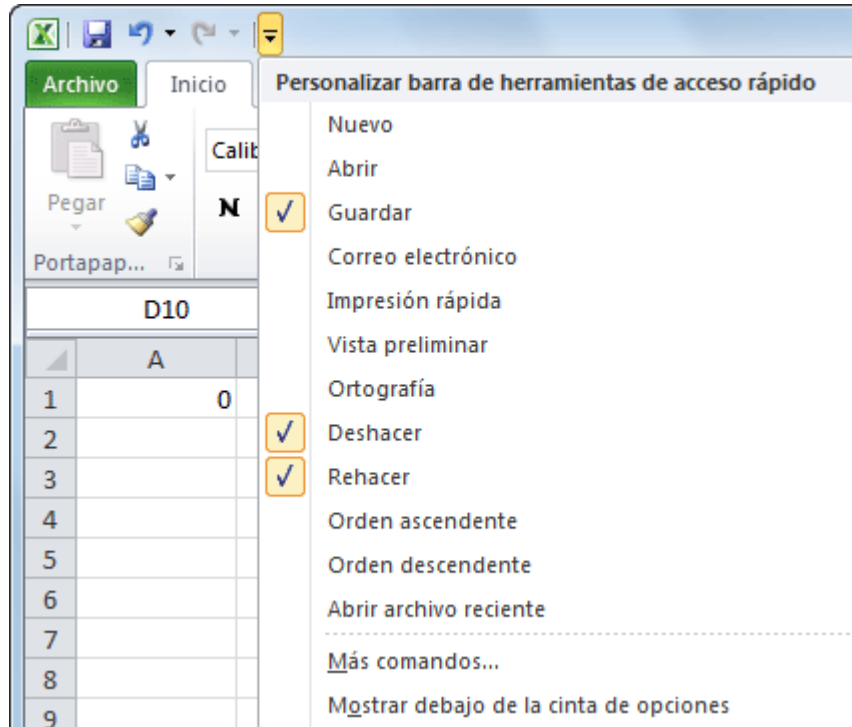 Archivo Inicio
Personalizar barra de herramientas de acceso rápido
Calib
Pegar
N
Portapap...
D10
A
1 0
2
3
4
5
6
7
8
9
Nuevo
Abrir
Guardar
Correo electrónico
Impresión rápida
Vista preliminar
Ortografía
Deshacer
Rehacer
Orden ascendente
Orden descendente
Abrir archivo reciente
Más comandos...
Mostrar debajo de la cinta de opciones